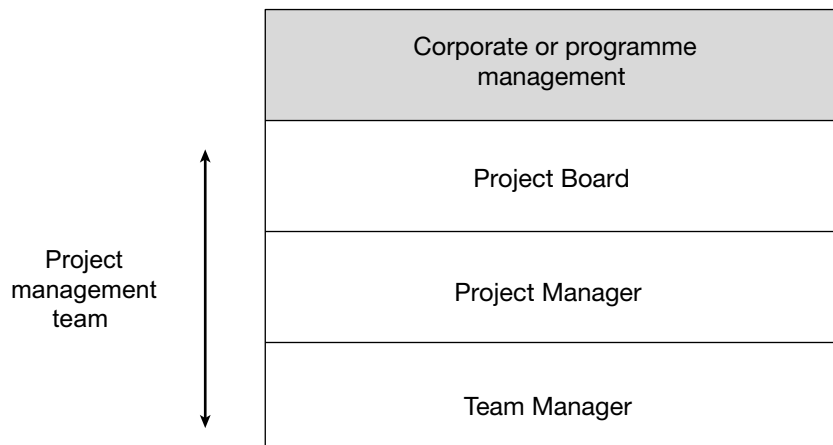 Corporate or programme
management
Project Board
Project
management
team
Project Manager
Team Manager